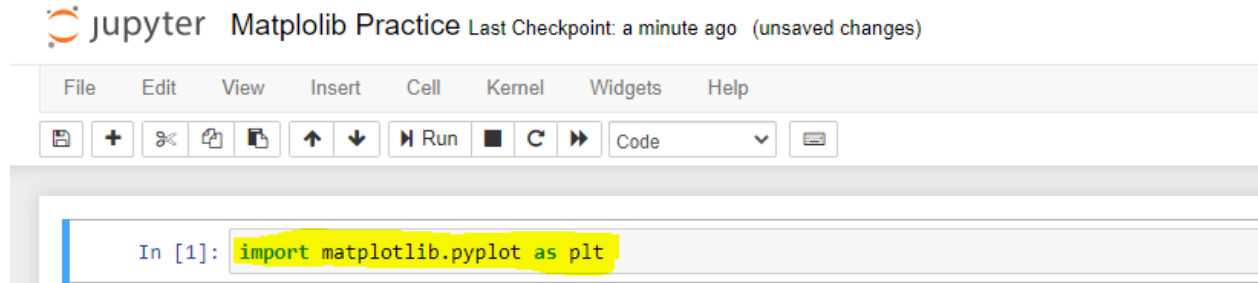 jupyter Matplolib Practice Last Checkpoint: a minute ago (unsaved changes)
File Edit View Insert Cell Kernel Widgets Help
Run Code
In [1]: import matplotlib.pyplot as plt